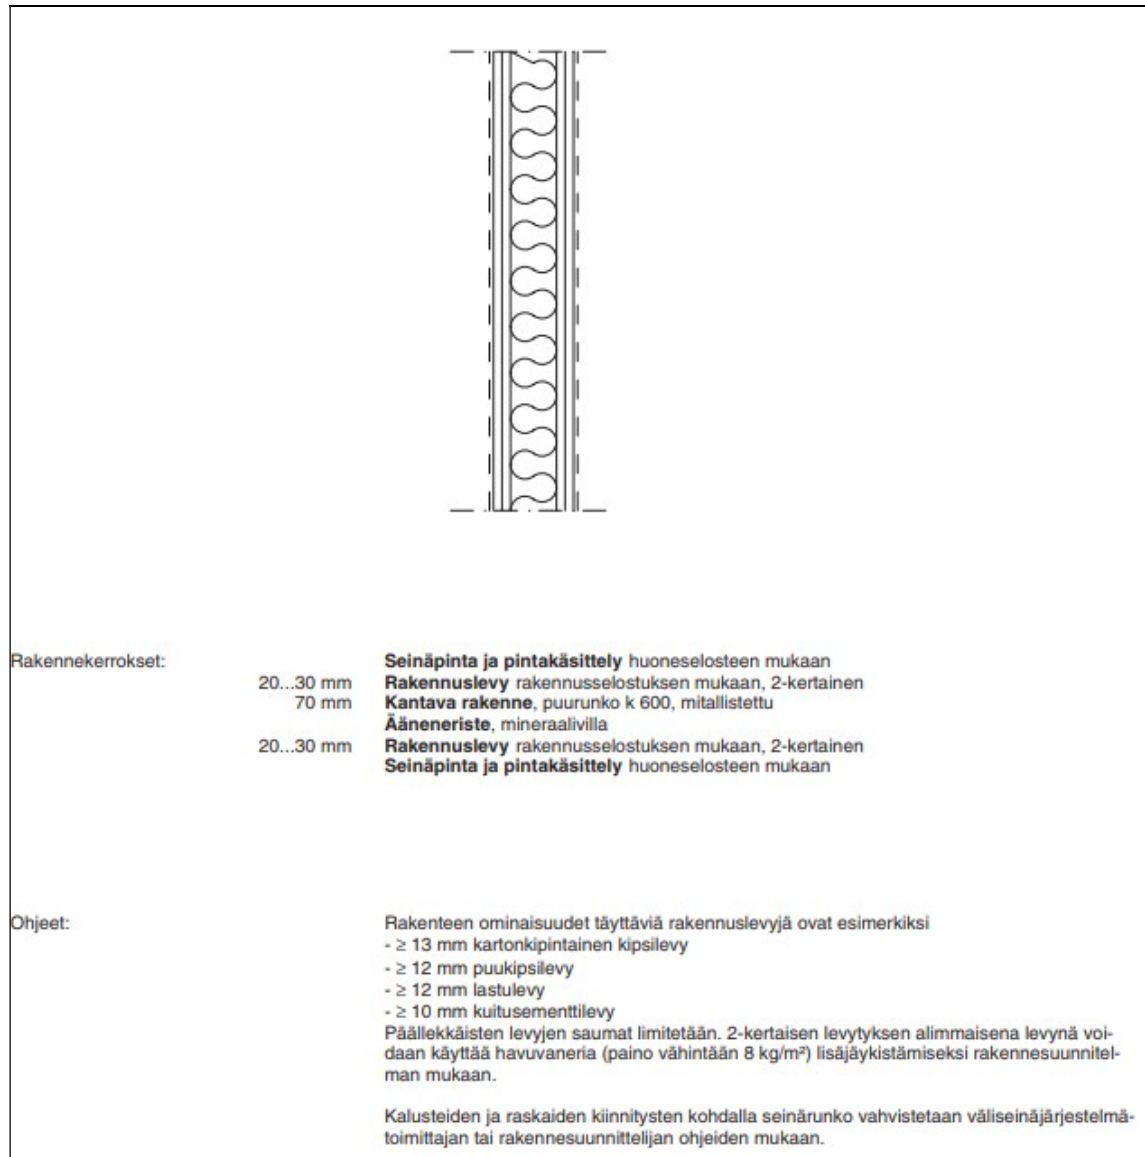 Rakennekerrokset: Seinäpinta ja pintakäsittely huoneselosteen mukaan
20...30 mm Rakennuslevy rakennusselostuksen mukaan, 2-kertainen
70 mm Kantava rakenne, puurunko k 600, mitallistettu
Ääneneriste, mineraalivilla
20...30 mm Rakennuslevy rakennusselostuksen mukaan, 2-kertainen
Seinäpinta ja pintakäsittely huoneselosteen mukaan
Ohjeet: Rakenteen ominaisuudet täyttäviä rakennuslevyjä ovat esimerkiksi
- ≥ 13 mm kartonkipintainen kipsilevy
- ≥ 12 mm puukipsilevy
- ≥ 12 mm lastulevy
- ≥ 10 mm kuitusementtilevy
Päällekkäisten levyjen saumat limitetään. 2-kertaisen levytyksen alimmaisena levynä voi-
daan käyttää havuvaneria (paino vähintään 8 kg/m²) lisäjäykistämiseksi rakennesuunnitel-
man mukaan.
Kalusteiden ja raskaiden kiinnitysten kohdalla seinärunko vahvistetaan väliseinäjärjestelmä-
toimittajan tai rakennesuunnittelijan ohjeiden mukaan.